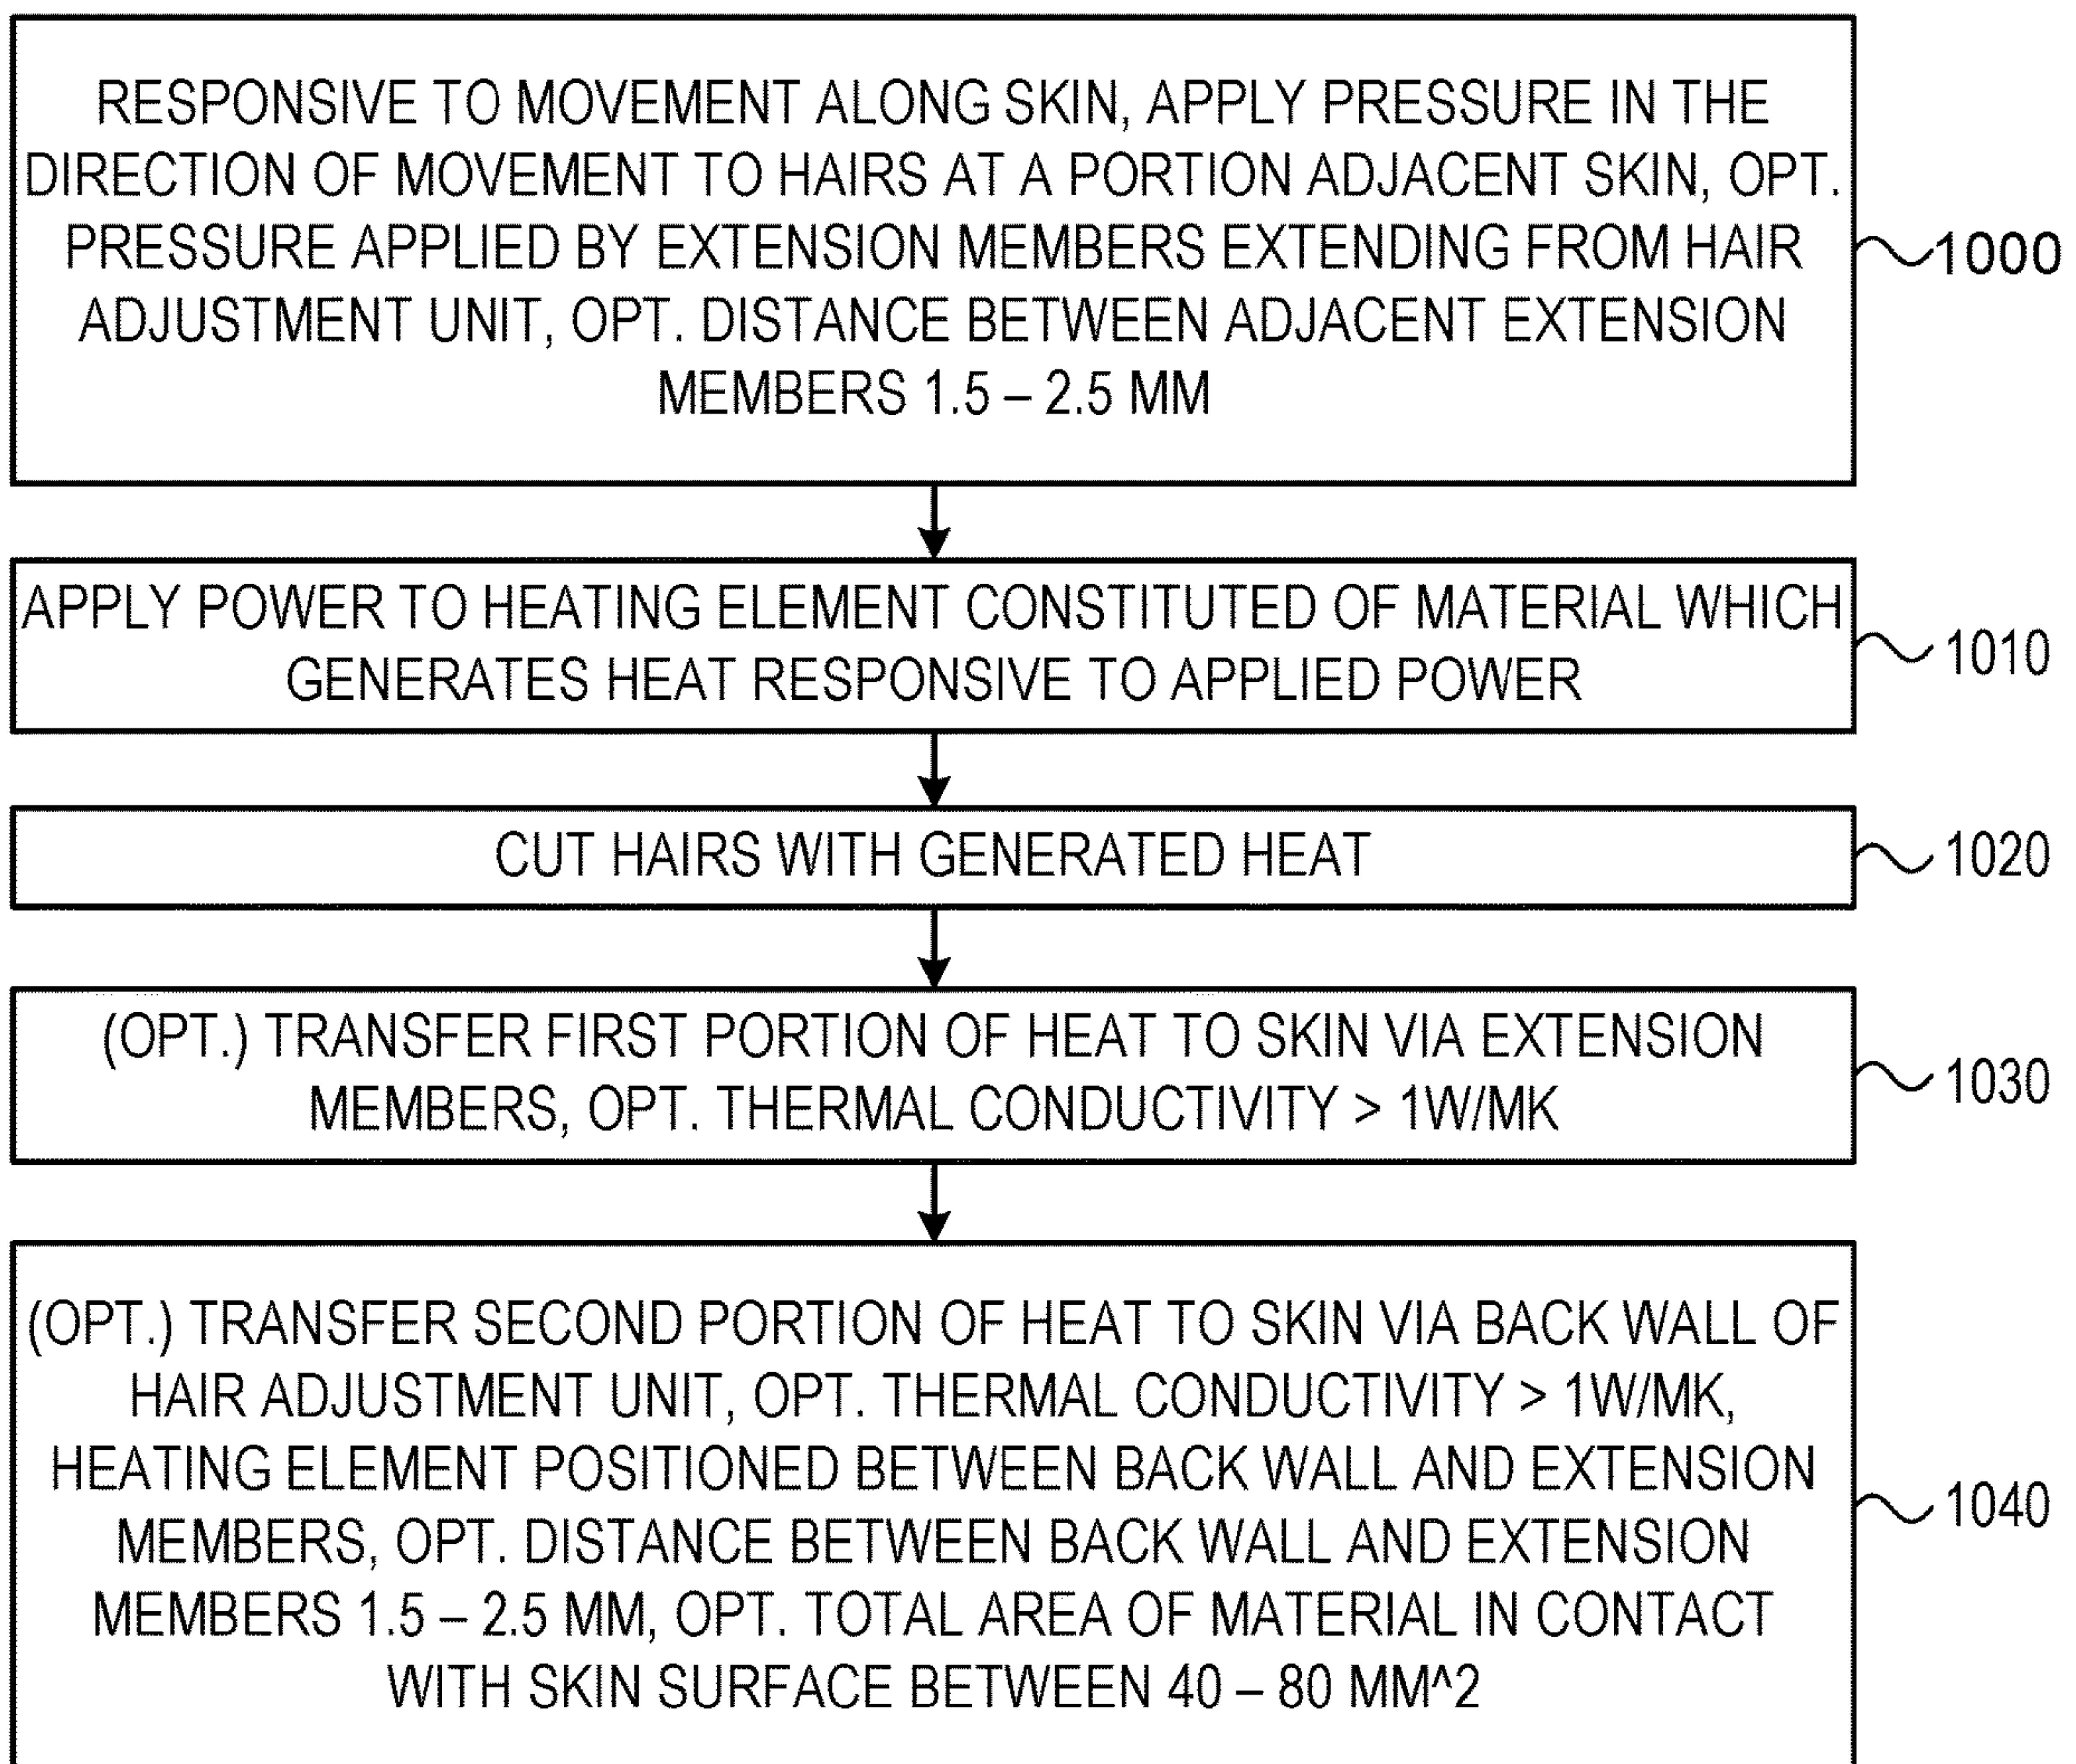 RESPONSIVE TO MOVEMENT ALONG SKIN, APPLY PRESSURE IN THE
DIRECTION OF MOVEMENT TO HAIRS AT A PORTION ADJACENT SKIN, OPT.
PRESSURE APPLIED BY EXTENSION MEMBERS EXTENDING FROM HAIR
ADJUSTMENT UNIT, OPT. DISTANCE BETWEEN ADJACENT EXTENSION
MEMBERS 1.5 – 2.5 MM
1000
APPLY POWER TO HEATING ELEMENT CONSTITUTED OF MATERIAL WHICH
GENERATES HEAT RESPONSIVE TO APPLIED POWER
1010
CUT HAIRS WITH GENERATED HEAT
1020
(OPT.) TRANSFER FIRST PORTION OF HEAT TO SKIN VIA EXTENSION
MEMBERS, OPT. THERMAL CONDUCTIVITY > 1W/MK
1030
(OPT.) TRANSFER SECOND PORTION OF HEAT TO SKIN VIA BACK WALL OF
HAIR ADJUSTMENT UNIT, OPT. THERMAL CONDUCTIVITY > 1W/MK,
HEATING ELEMENT POSITIONED BETWEEN BACK WALL AND EXTENSION
MEMBERS, OPT. DISTANCE BETWEEN BACK WALL AND EXTENSION
MEMBERS 1.5 – 2.5 MM, OPT. TOTAL AREA OF MATERIAL IN CONTACT
WITH SKIN SURFACE BETWEEN 40 – 80 MM^2
1040